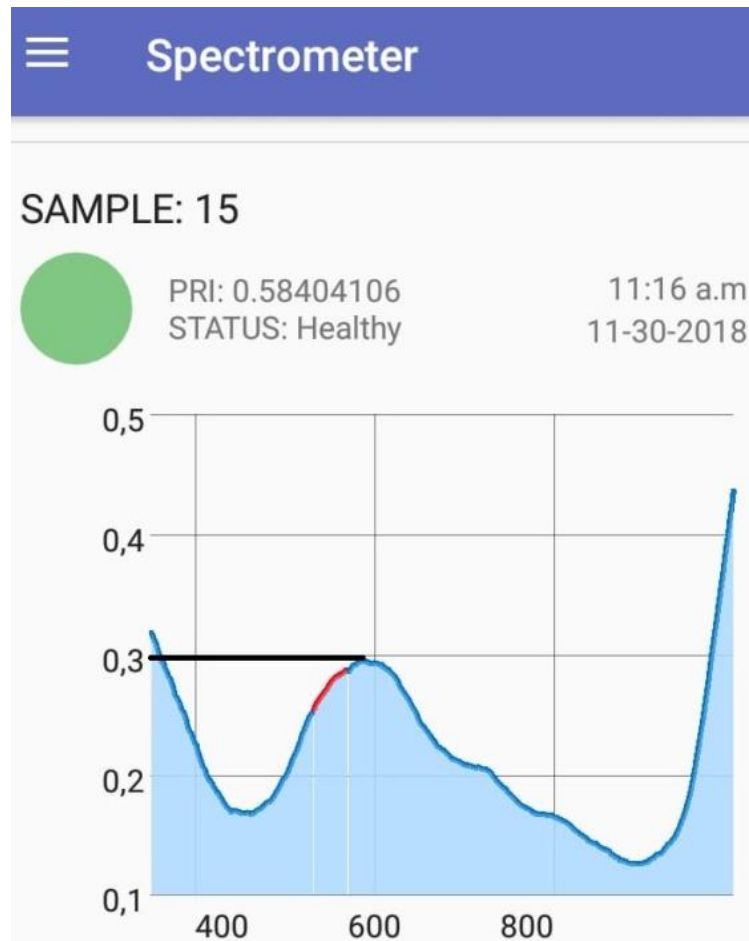 Spectrometer
SAMPLE: 15
PRI: 0.58404106
11:16 a.m
STATUS: Healthy
11-30-2018
0,5
0,4
0,3
0,2
0,1
400 600 800